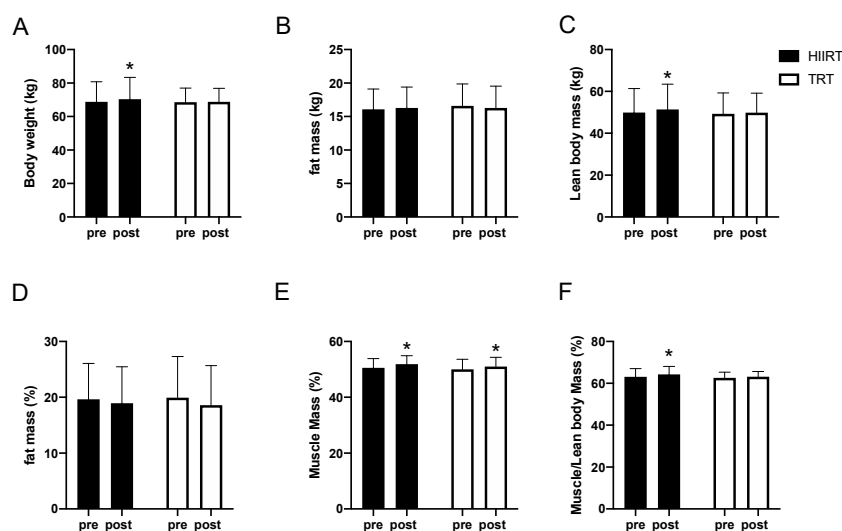 A
Body weight (kg)
100
80
60
40
20
0
*
pre post
pre post
B
fat mass (kg)
25
20
15
10
5
0
pre post
pre post
C
Lean body mass (kg)
80
60
40
20
0
*
pre post
pre post
HIIRT
TRT
D
fat mass (%)
30
20
10
0
pre post
pre post
E
Muscle Mass (%)
60
40
20
0
*
*
pre post
pre post
F
Muscle/Lean body Mass (%)
80
60
40
20
0
*
pre post
pre post